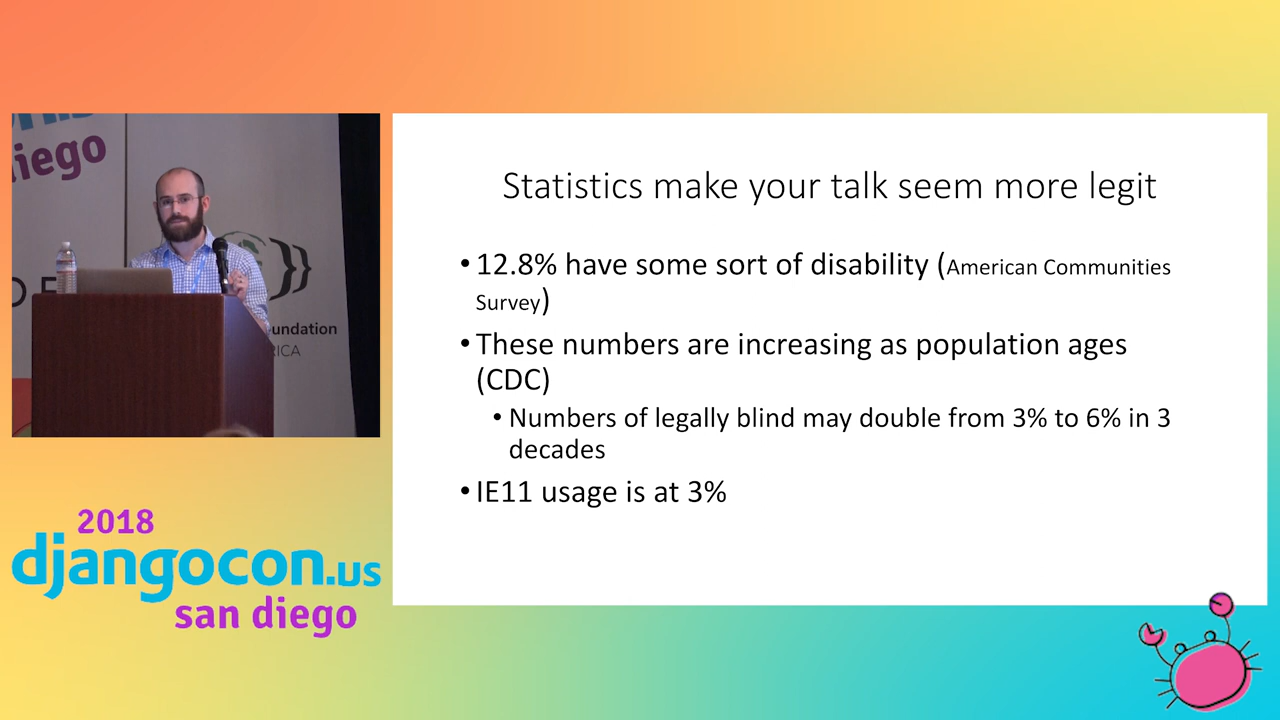 iego
undation
RICA
Statistics make your talk seem more legit
• 12.8% have some sort of disability (American Communities
Survey)
• These numbers are increasing as population ages
(CDC)
• Numbers of legally blind may double from 3% to 6% in 3
decades
• IE11 usage is at 3%
2018
djangocon.us
san diego